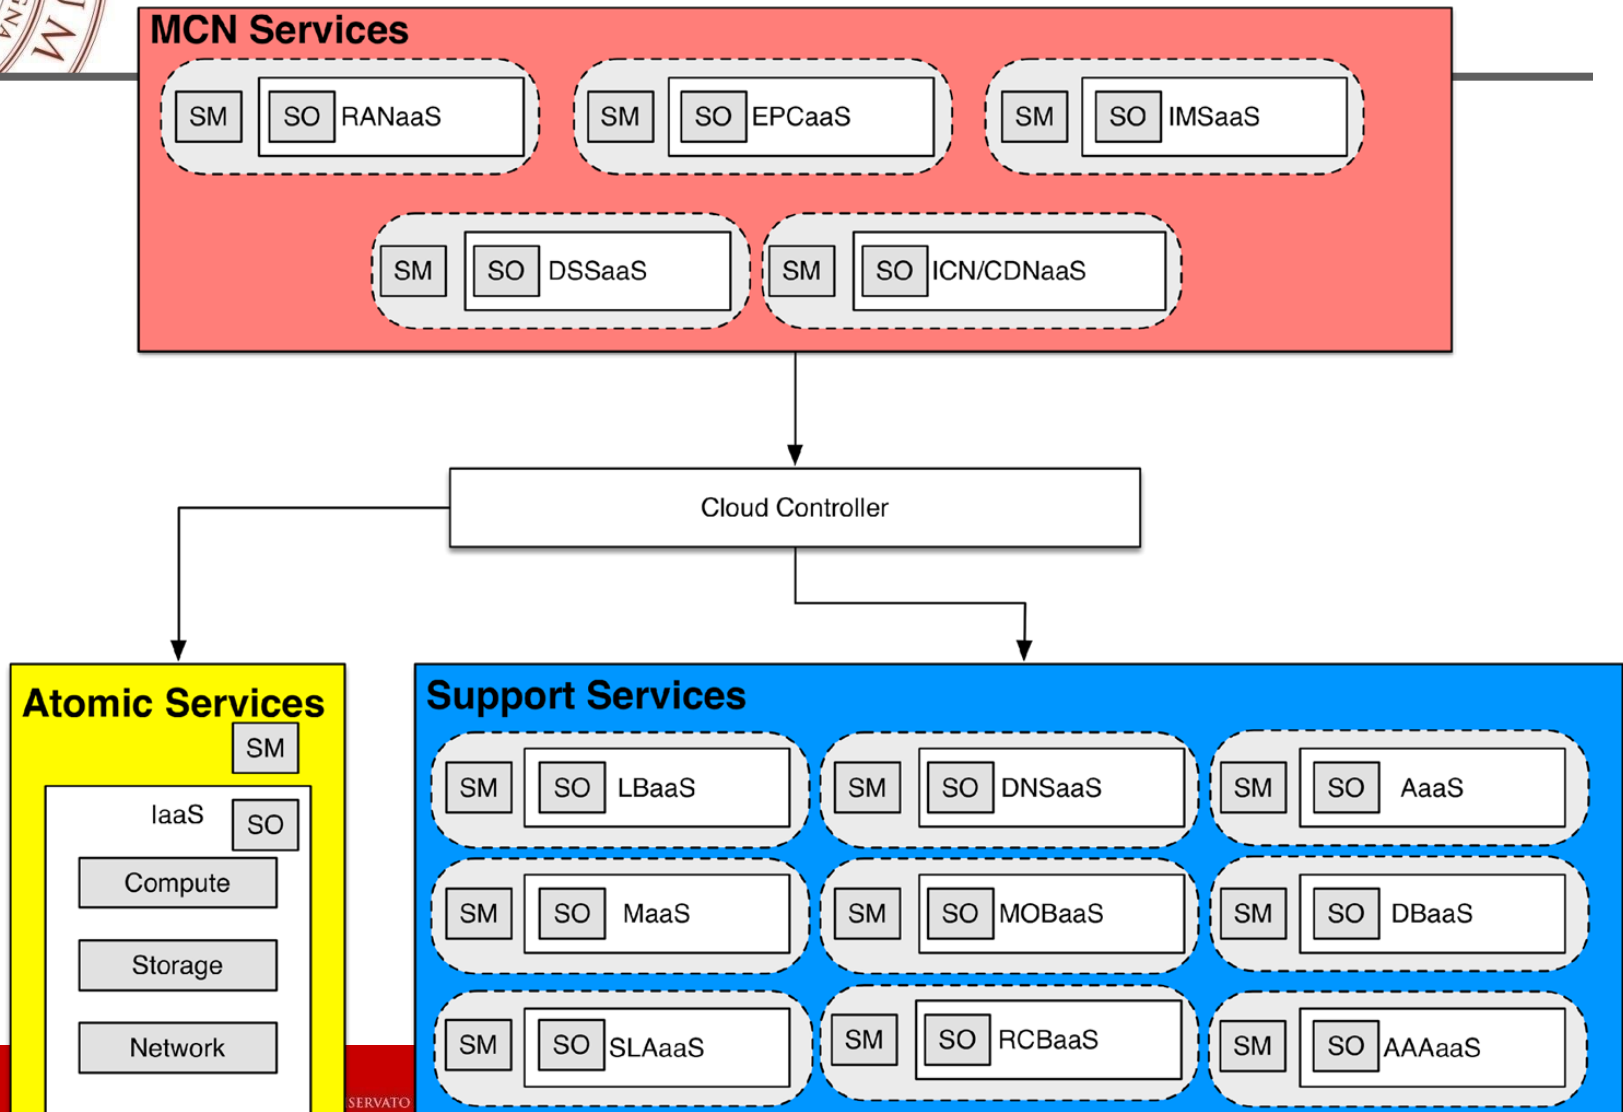 MCN Services
SM SO RANaaS SM SO EPCaaS SM SO IMSaaS
SM SO DSSaaS SM SO ICN/CDNaaS
Cloud Controller
Atomic Services
SM
IaaS SO
Compute
Storage
Network
Support Services
SM SO LBaaS SM SO DNSaaS SM SO AaaS
SM SO MaaS SM SO MOBaaS SM SO DBaaS
SM SO SLAaaS SM SO RCBaaS SM SO AAAaaS
SERVATO